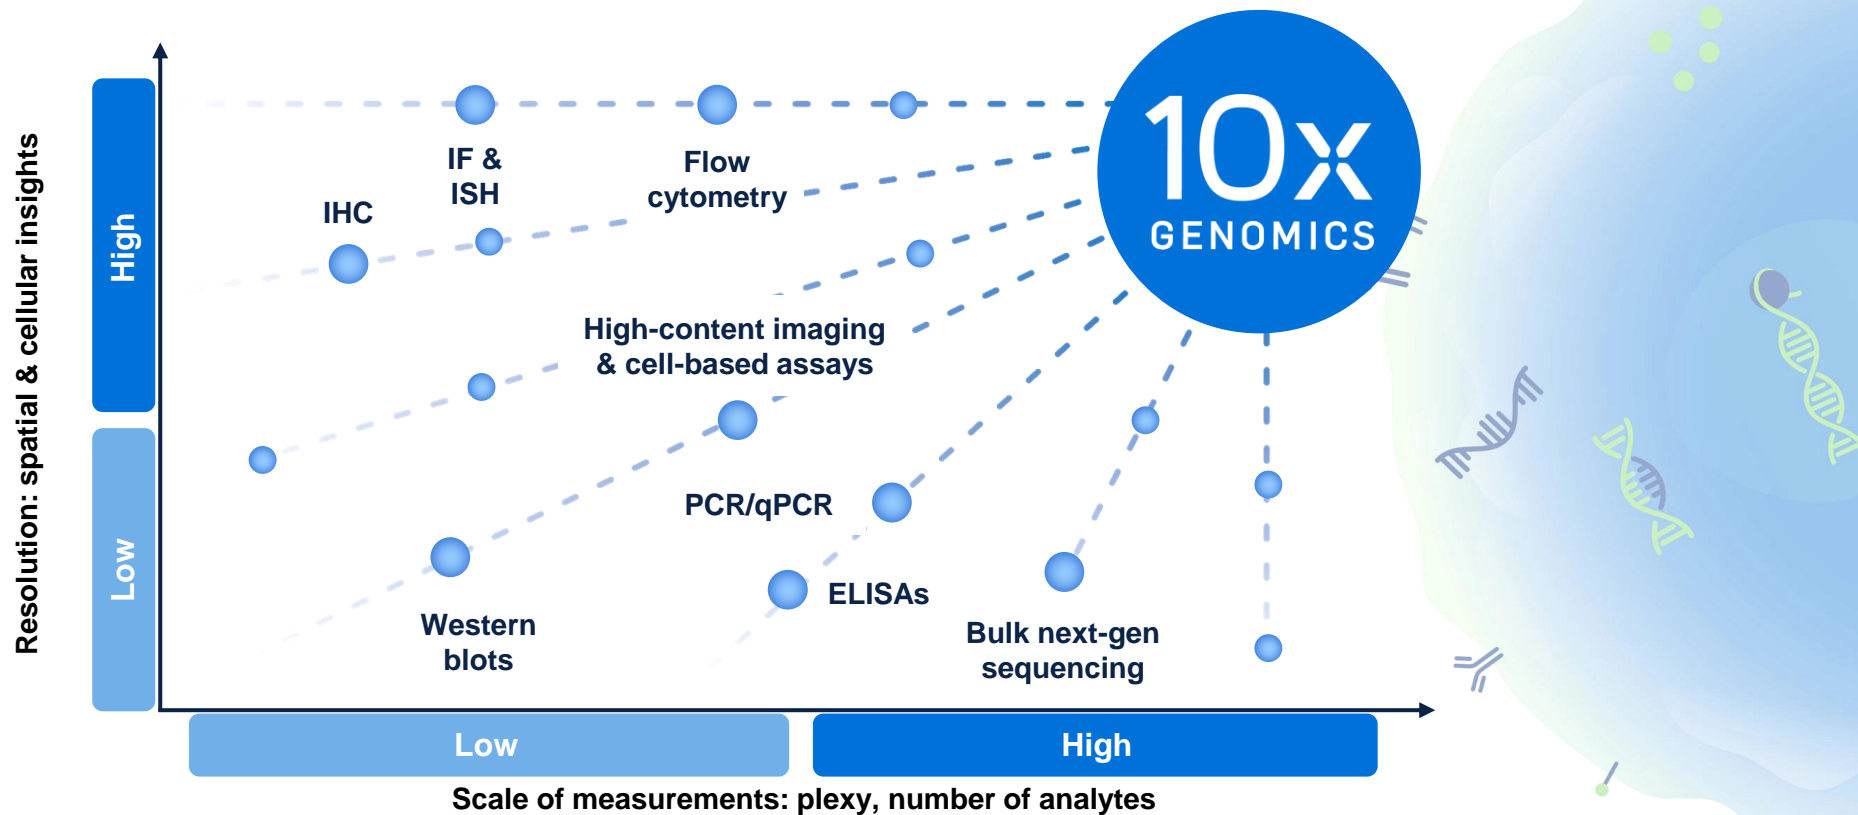 Resolution: spatial & cellular insights
High
Low
IHC
IF &
ISH
Flow
cytometry
10x
GENOMICS
High-content imaging
& cell-based assays
PCR/qPCR
ELISAs
Western
blots
Bulk next-gen
sequencing
Low
High
Scale of measurements: plexy, number of analytes